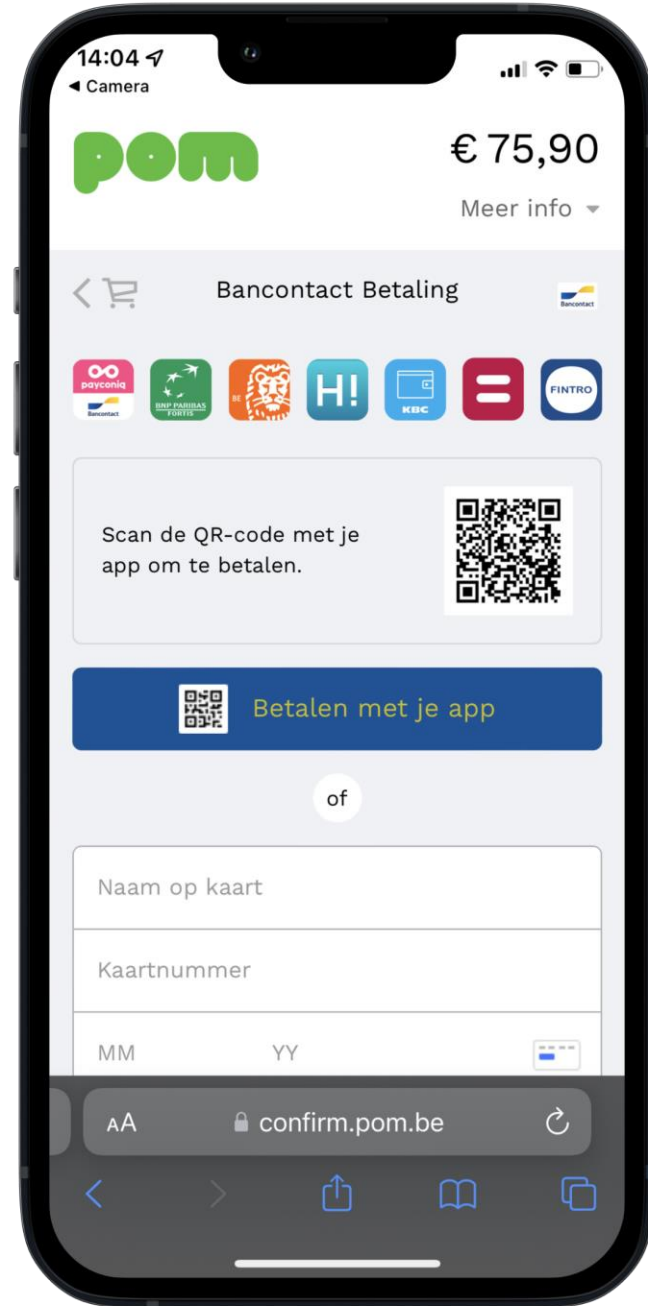 14:04
◀ Camera
pom
€ 75,90
Meer info
Bancontact Betaling
Bancontact
payconiq
Bancontact
BNP PARIBAS
FORTIS
BE
H!
KBC
FINTRO
Scan de QR-code met je
app om te betalen.
Betalen met je app
of
Naam op kaart
Kaartnummer
MM YY
AA confirm.pom.be